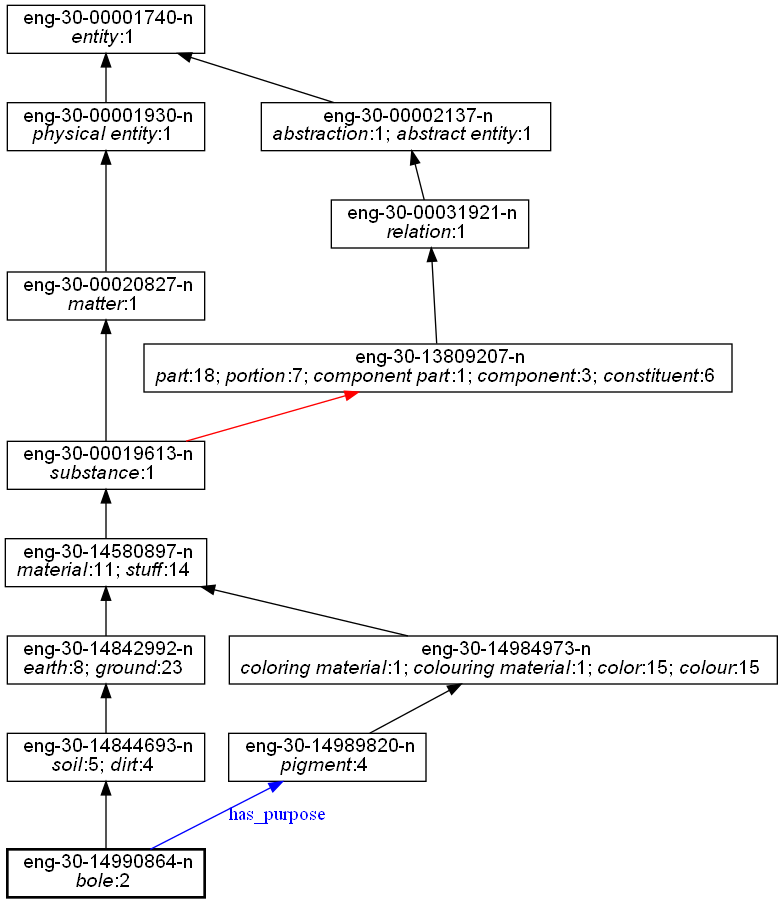 eng-30-00001740-n
entity:1
eng-30-00001930-n
physical entity:1
eng-30-00002137-n
abstraction:1; abstract entity:1
eng-30-00031921-n
relation:1
eng-30-00020827-n
matter:1
eng-30-13809207-n
part:18; portion:7; component part:1; component:3; constituent:6
eng-30-00019613-n
substance:1
eng-30-14580897-n
material:11; stuff:14
eng-30-14842992-n
earth:8; ground:23
eng-30-14984973-n
coloring material:1; colouring material:1; color:15; colour:15
eng-30-14844693-n
soil:5; dirt:4
eng-30-14989820-n
pigment:4
has_purpose
eng-30-14990864-n
bole:2